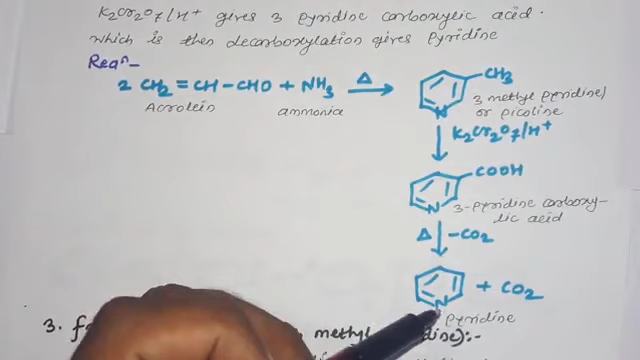 K2Cr2O7/H+ gives 3 pyridine carboxylic acid.
which is then decarboxylation gives Pyridine
Reaⁿ-
2 CH2=CH-CHO + NH3 Δ
Acrolein ammonia
CH3
N
3 methyl pyridine/
or picoline
K2Cr2O7/H+
COOH
N
3-Pyridine carboxy-
lic acid
Δ -CO2
+ CO2
N
Pyridine
3. methyl